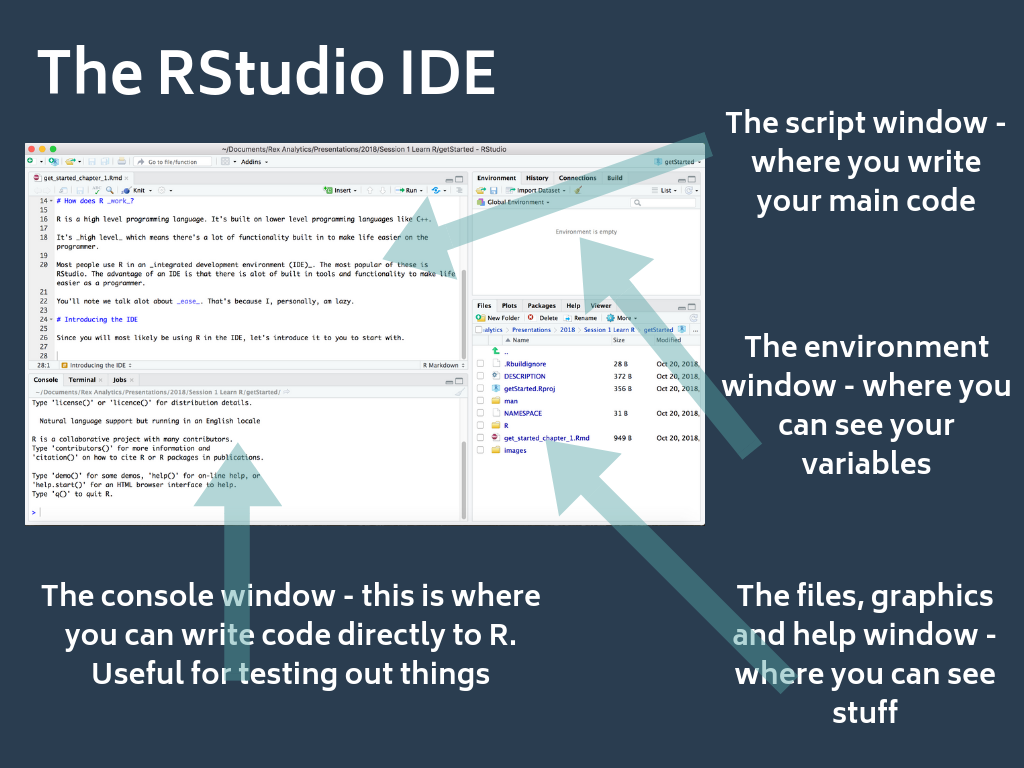 The RStudio IDE
The script window -
where you write
your main code
~/Documents/Rex Analytics/Presentations/2018/Session 1 Learn R/getStarted - RStudio
Go to file/function
Addins
getStarted
get_started_chapter_1.Rmd
Knit
Insert
Run
14 # How does R _work_?
15
16 R is a high level programming language. It's built on lower level programming languages like C++.
17
18 It's _high level_ which means there's a lot of functionality built in to make life easier on the
programmer.
19
20 Most people use R in an _integrated development environment (IDE)_. The most popular of these is
RStudio. The advantage of an IDE is that there is alot of built in tools and functionality to make life
easier as a programmer.
21
22 You'll note we talk alot about _ease_. That's because I, personally, am lazy.
23
24 # Introducing the IDE
25
26 Since you will most likely be using R in the IDE, let's introduce it to you to start with.
27
28
28:1 Introducing the IDE R Markdown
Environment History Connections Build
Import Dataset List
Global Environment
Environment is empty
Files Plots Packages Help Viewer
New Folder Delete Rename More
alytics Presentations 2018 Session 1 Learn R getStarted ...
Name Size Modified
..
.Rbuildignore 28 B Oct 20, 2018,
DESCRIPTION 372 B Oct 20, 2018,
getStarted.Rproj 356 B Oct 20, 2018,
man
NAMESPACE 31 B Oct 20, 2018,
R
get_started_chapter_1.Rmd 949 B Oct 20, 2018,
images
Console Terminal Jobs
~/Documents/Rex Analytics/Presentations/2018/Session 1 Learn R/getStarted/
Type 'license()' or 'licence()' for distribution details.
Natural language support but running in an English locale
R is a collaborative project with many contributors.
Type 'contributors()' for more information and
'citation()' on how to cite R or R packages in publications.
Type 'demo()' for some demos, 'help()' for on-line help, or
'help.start()' for an HTML browser interface to help.
Type 'q()' to quit R.
>
The environment
window - where you
can see your
variables
The console window - this is where
you can write code directly to R.
Useful for testing out things
The files, graphics
and help window -
where you can see
stuff